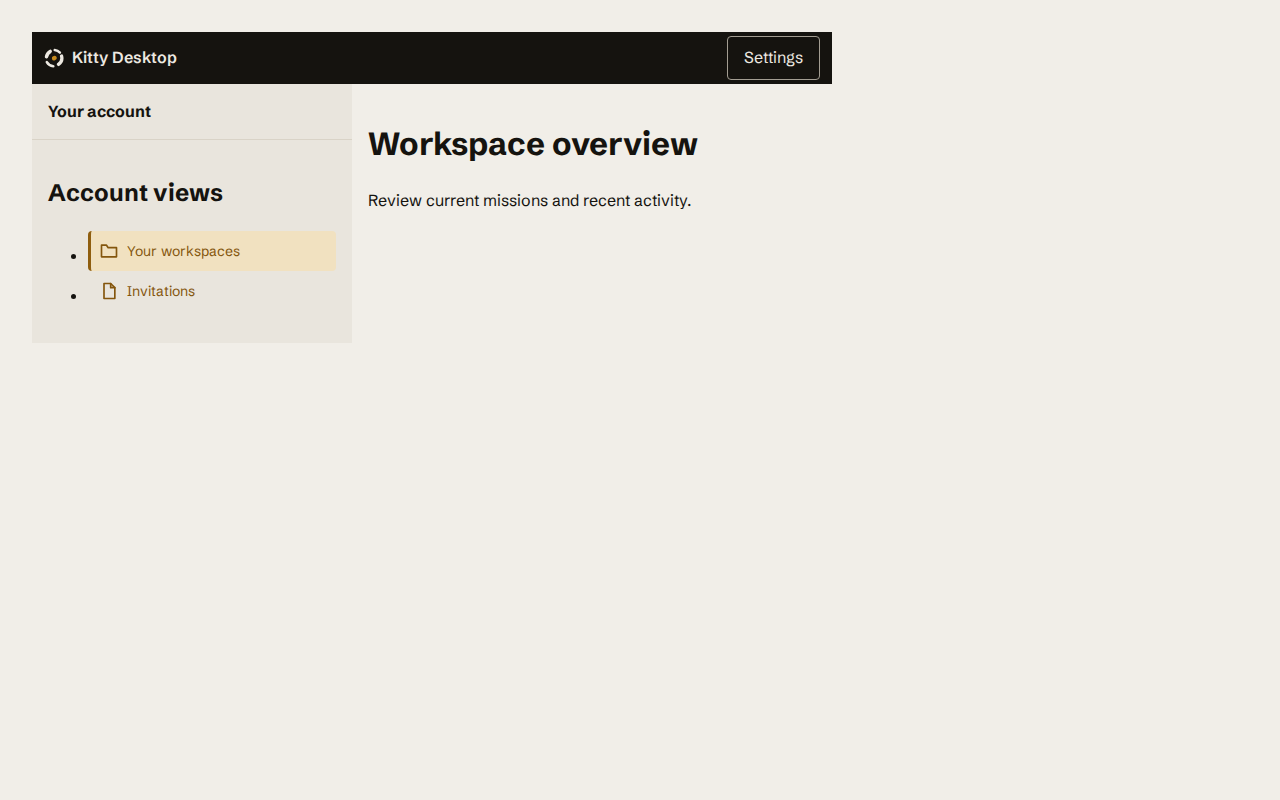 Kitty Desktop
Settings
Your account
Account views
Your workspaces
Invitations
Workspace overview
Review current missions and recent activity.